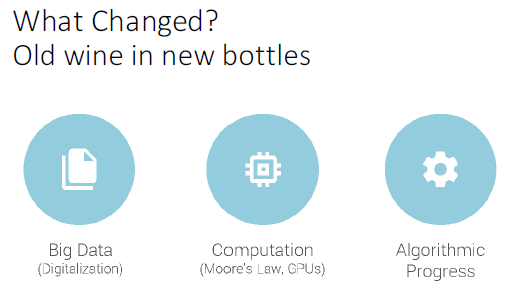 What Changed?
Old wine in new bottles
Big Data
(Digitalization)
Computation
(Moore's Law, GPUs)
Algorithmic
Progress